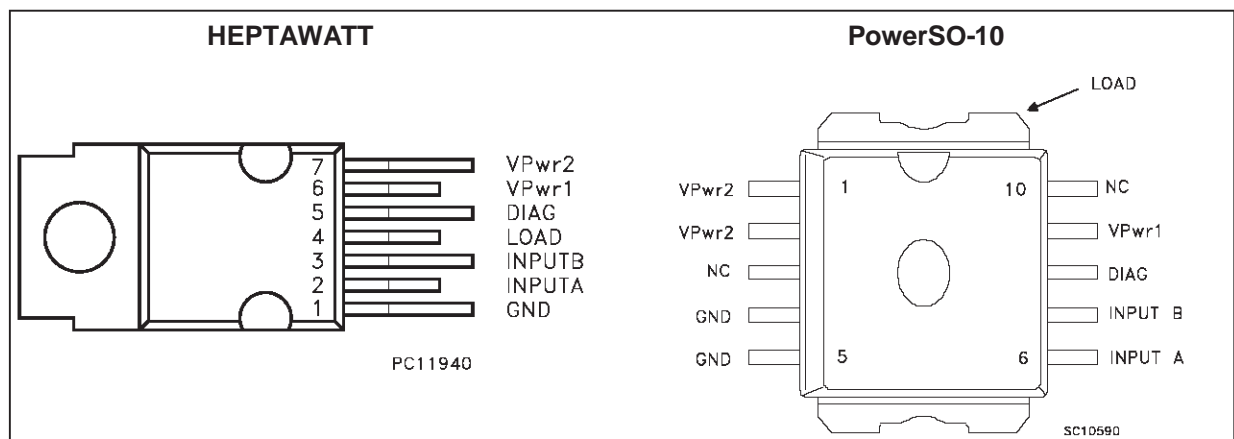 HEPTAWATT
7 VPwr2
6 VPwr1
5 DIAG
4 LOAD
3 INPUTB
2 INPUTA
1 GND
PC11940
PowerSO-10
LOAD
VPwr2 1 10 NC
VPwr2 VPwr1
NC DIAG
GND INPUT B
GND 5 6 INPUT A
SC10590